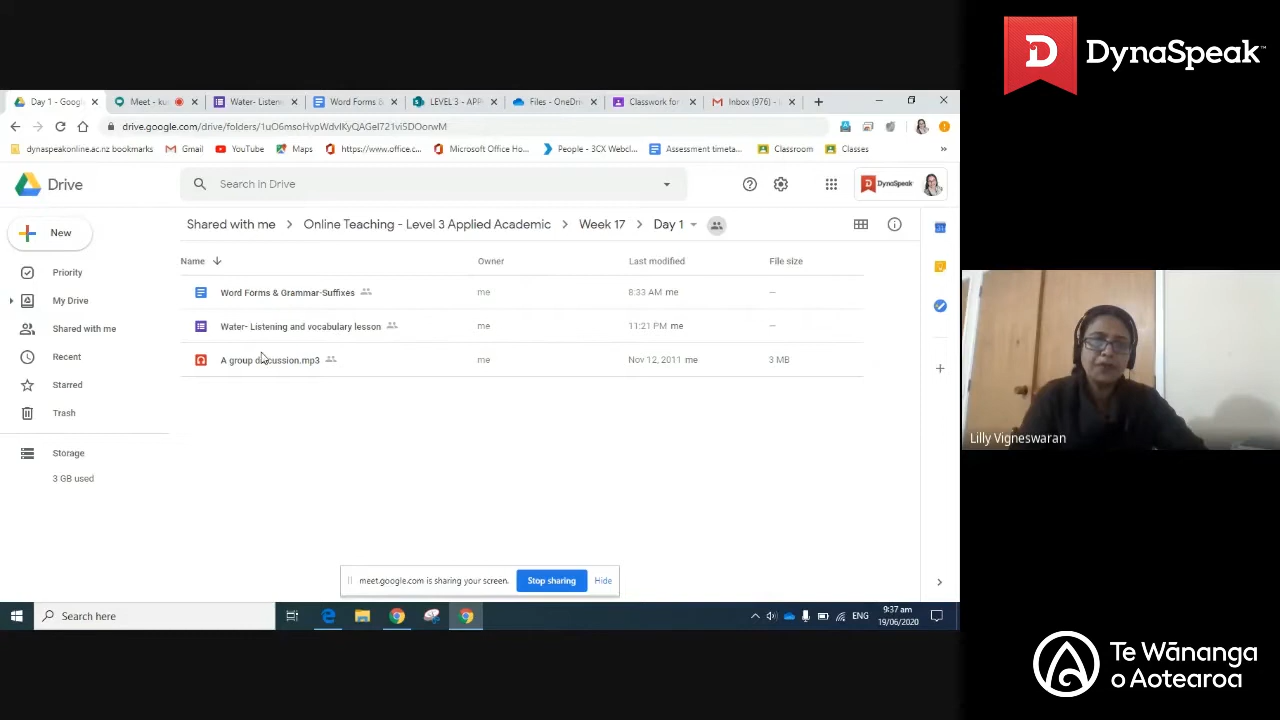 DynaSpeak™
Day 1 - Google
Meet - ku
Water- Listen
Word Forms &
LEVEL 3 - APP
Files - OneDri
Classwork for
Inbox (976) - l
drive.google.com/drive/folders/
dynaspeakonline.ac.nz bookmarks
Gmail
YouTube
Maps
https://www.office.c...
Microsoft Office Ho...
People - 3CX Webcl...
Assessment timeta...
Classroom
Classes
»
Drive
Search in Drive
DynaSpeak
New
Shared with me > Online Teaching - Level 3 Applied Academic > Week 17 > Day 1
Name
Owner
Last modified
File size
Priority
Word Forms & Grammar-Suffixes
me
8:33 AM me
—
My Drive
Shared with me
Water- Listening and vocabulary lesson
me
11:21 PM me
—
Recent
A group discussion.mp3
me
Nov 12, 2011 me
3 MB
Starred
Trash
Storage
3 GB used
Lilly Vigneswaran
meet.google.com is sharing your screen.
Stop sharing
Hide
Search here
ENG
9:37 am
19/06/2020
Te Wānanga
o Aotearoa